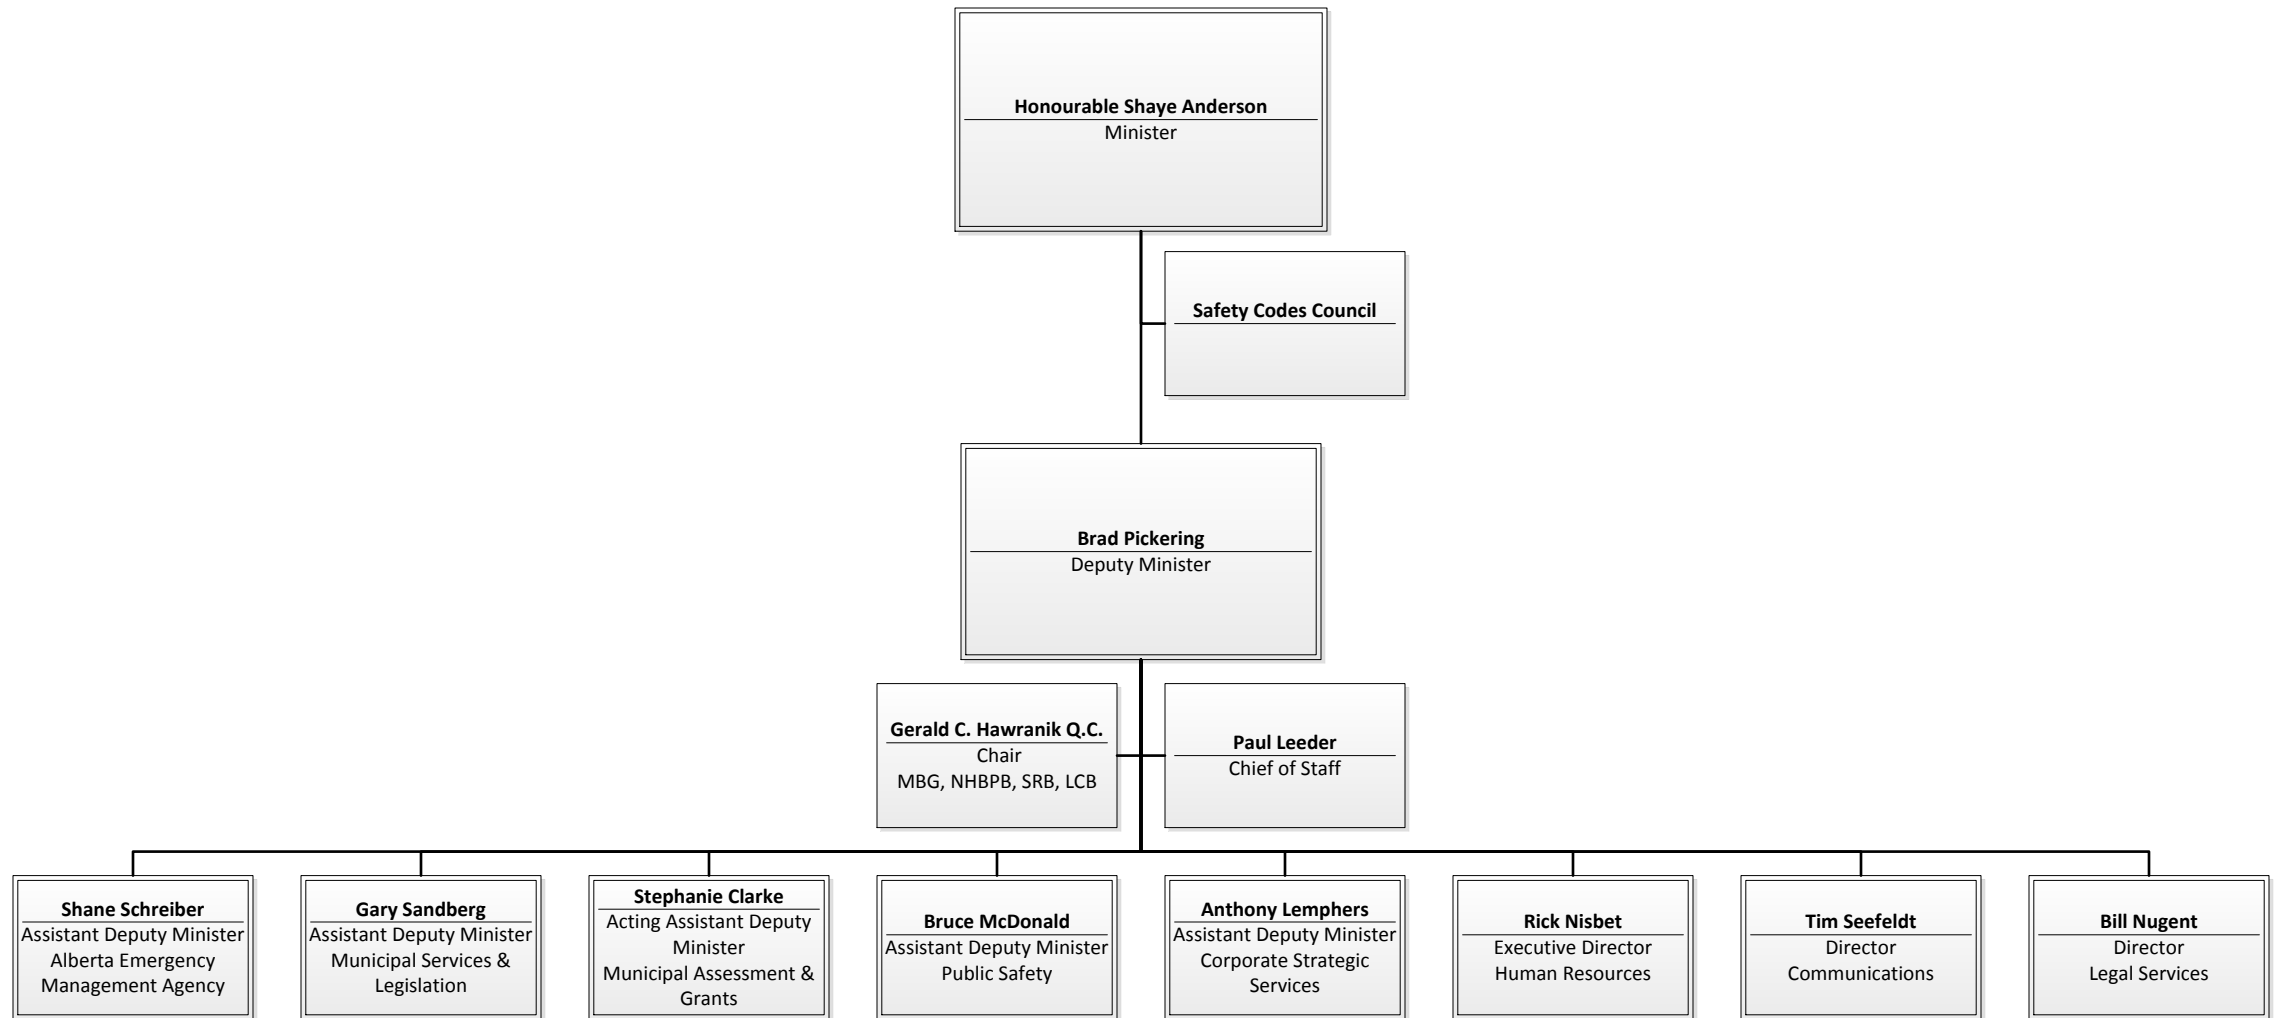 Honourable Shaye Anderson
Minister
Safety Codes Council
Brad Pickering
Deputy Minister
Gerald C. Hawranik Q.C.
Chair
MBG, NHBPB, SRB, LCB
Paul Leeder
Chief of Staff
Shane Schreiber
Assistant Deputy Minister
Alberta Emergency
Management Agency
Gary Sandberg
Assistant Deputy Minister
Municipal Services &
Legislation
Stephanie Clarke
Acting Assistant Deputy
Minister
Municipal Assessment &
Grants
Bruce McDonald
Assistant Deputy Minister
Public Safety
Anthony Lemphers
Assistant Deputy Minister
Corporate Strategic
Services
Rick Nisbet
Executive Director
Human Resources
Tim Seefeldt
Director
Communications
Bill Nugent
Director
Legal Services